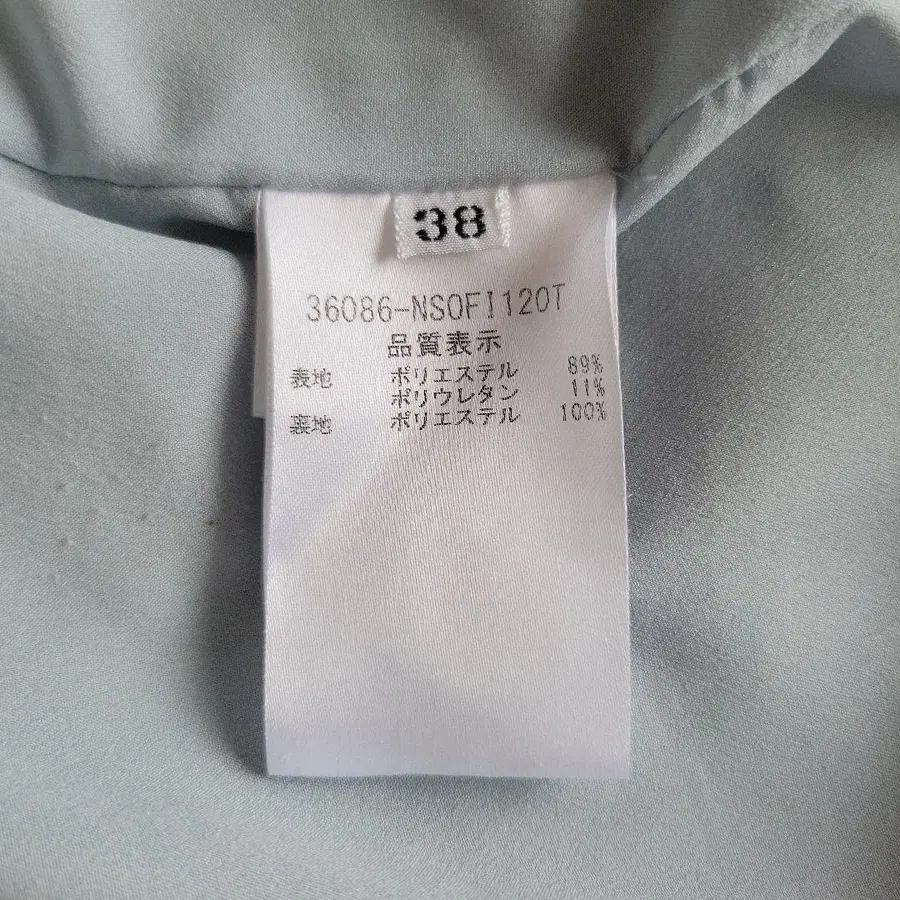 38
36086-NSOFI120T
品質表示
表地 ポリエステル 89%
ポリウレタン 11%
裏地 ポリエステル 100%